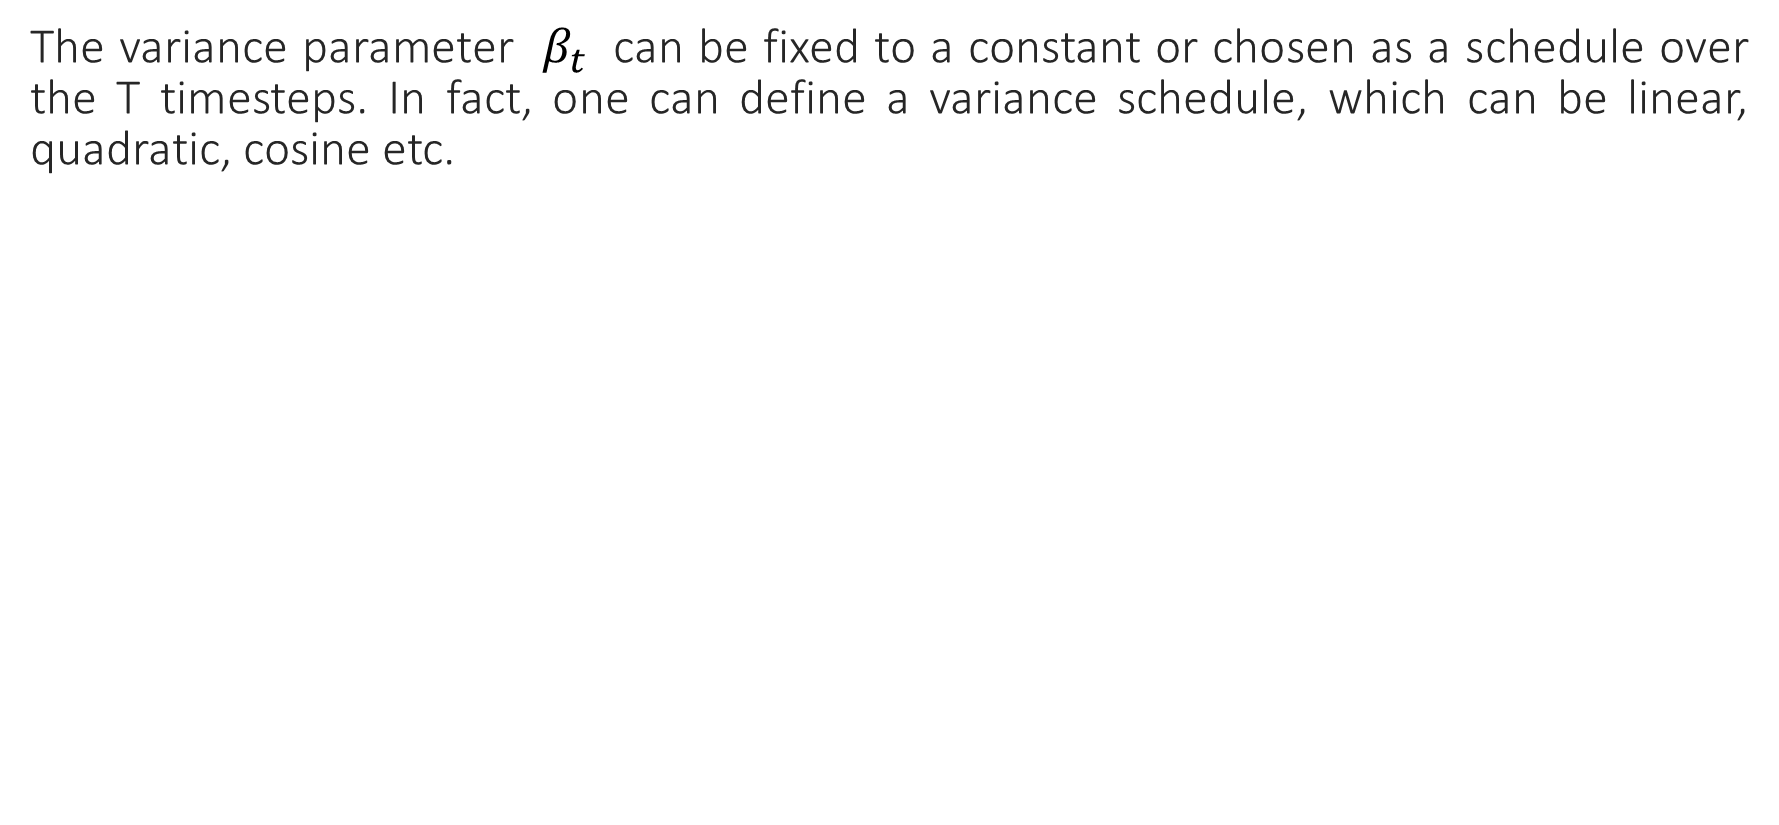 The variance parameter βt can be fixed to a constant or chosen as a schedule over
the T timesteps. In fact, one can define a variance schedule, which can be linear,
quadratic, cosine etc.